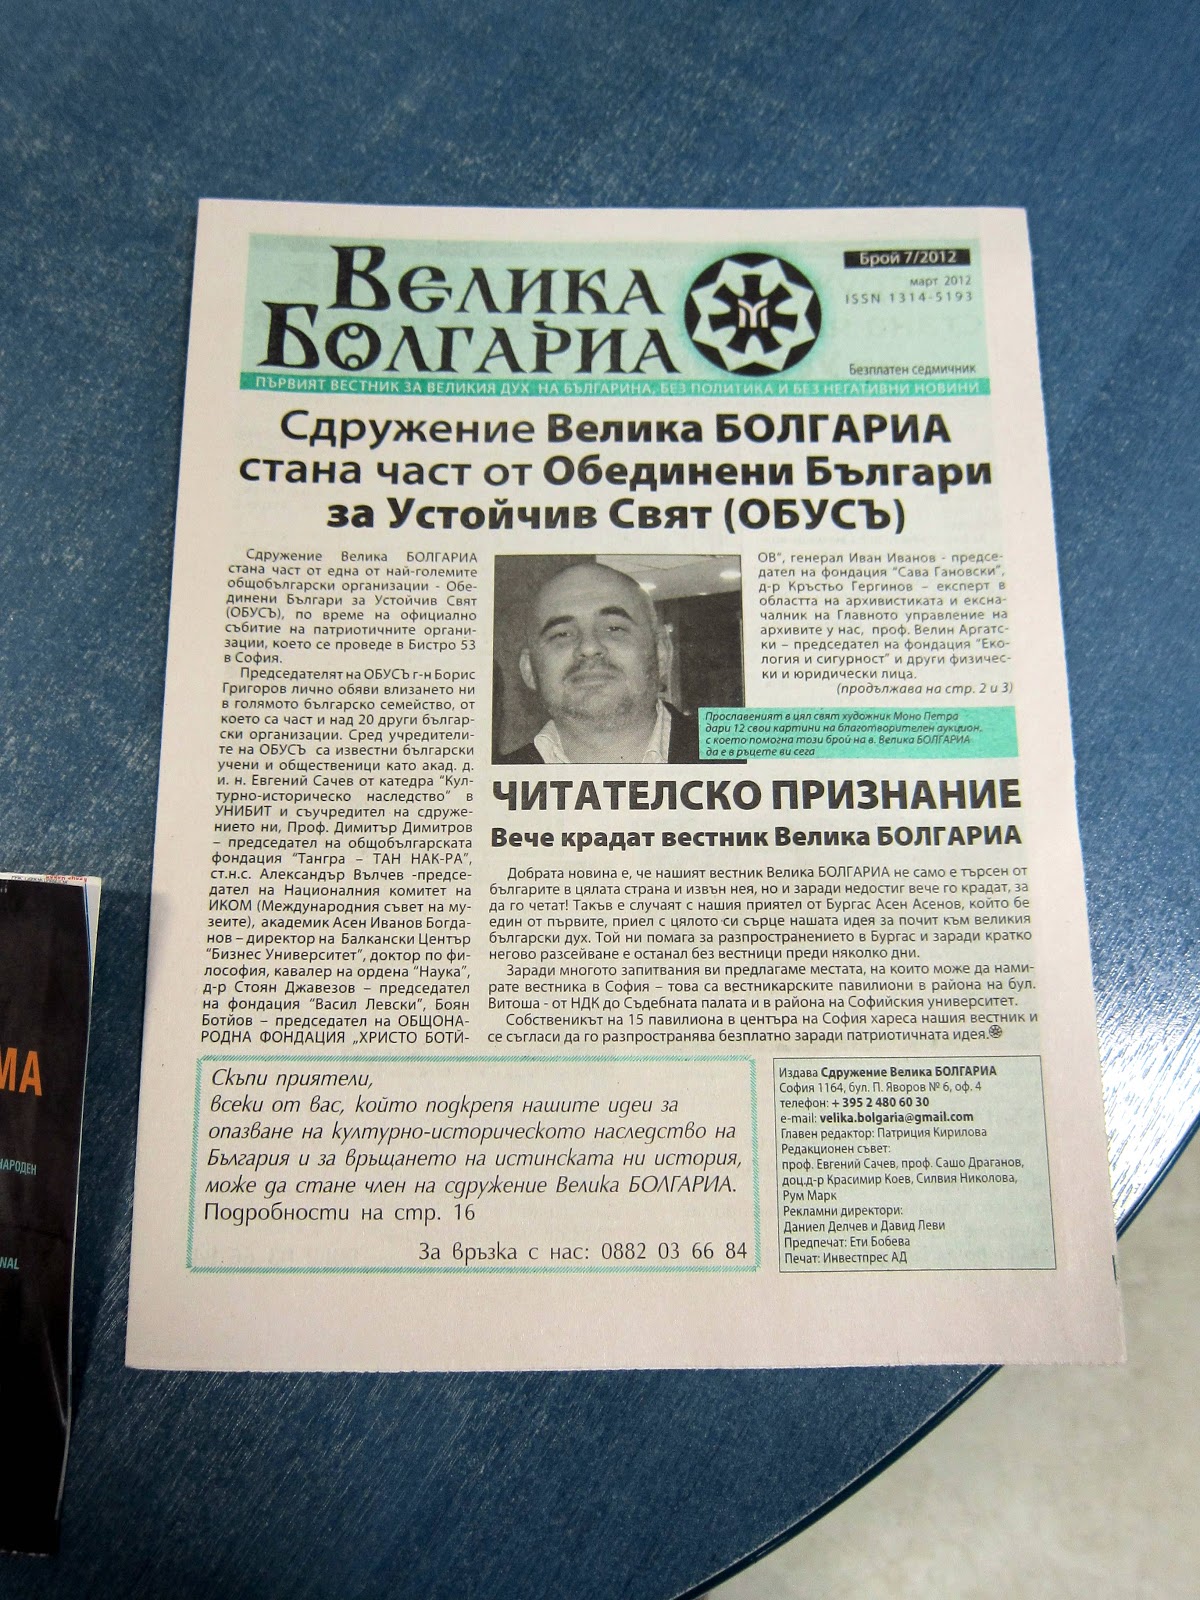 ВЕЛИКА
БОЛГАРИА
Брой 7/2012
март 2012
ISSN 1314-5193
Безплатен седмичник
ПЪРВИЯТ ВЕСТНИК ЗА ВЕЛИКИЯ ДУХ НА БЪЛГАРИНА, БЕЗ ПОЛИТИКА И БЕЗ НЕГАТИВНИ НОВИНИ
Сдружение Велика БОЛГАРИА
стана част от Обединени Българи
за Устойчив Свят (ОБУСЪ)
Сдружение Велика БОЛГАРИА
стана част от една от най-големите
общобългарски организации - Обе-
динени Българи за Устойчив Свят
(ОБУСЪ), по време на официално
събитие на патриотичните органи-
зации, което се проведе в Бистро 53
в София.
Председателят на ОБУСЪ г-н Борис
Григоров лично обяви влизането ни
в голямото българско семейство, от
което са част и над 20 други българ-
ски организации. Сред учредители-
те на ОБУСЪ са известни български
учени и общественици като акад. д.
и. н. Евгений Сачев от катедра "Кул-
турно-историческо наследство" в
УНИБИТ и съучредител на сдруже-
нието ни, Проф. Димитър Димитров
– председател на общобългарската
фондация "Тангра – ТАН НАК-РА",
ст.н.с. Александър Вълчев -предсе-
дател на Националния комитет на
ИКОМ (Международния съвет на му-
зеите), академик Асен Иванов Богда-
нов – директор на Балкански Център
"Бизнес Университет", доктор по фи-
лософия, кавалер на ордена "Наука",
д-р Стоян Джавезов – председател
на фондация "Васил Левски", Боян
Ботйов – председател на ОБЩОНА-
РОДНА ФОНДАЦИЯ „ХРИСТО БОТЙ-
ОВ", генерал Иван Иванов - предсе-
дател на фондация "Сава Гановски",
д-р Кръстьо Гергинов – експерт в
областта на архивистиката и ексна-
чалник на Главното управление на
архивите у нас, проф. Велин Аргатс-
ки – председател на фондация "Еко-
логия и сигурност" и други физичес-
ки и юридически лица.
(продължава на стр. 2 и 3)
Прославеният в цял свят художник Моно Петра
дари 12 свои картини на благотворителен аукцион,
с което помогна този брой на в. Велика БОЛГАРИА
да е в ръцете ви сега
ЧИТАТЕЛСКО ПРИЗНАНИЕ
Вече крадат вестник Велика БОЛГАРИА
Добрата новина е, че нашият вестник Велика БОЛГАРИА не само е търсен от
българите в цялата страна и извън нея, но и заради недостиг вече го крадат, за
да го четат! Такъв е случаят с нашия приятел от Бургас Асен Асенов, който бе
един от първите, приел с цялото си сърце нашата идея за почит към великия
български дух. Той ни помага за разпространението в Бургас и заради кратко
негово разсейване е останал без вестници преди няколко дни.
Заради многото запитвания ви предлагаме местата, на които може да нами-
рате вестника в София – това са вестникарските павилиони в района на бул.
Витоша - от НДК до Съдебната палата и в района на Софийския университет.
Собственикът на 15 павилиона в центъра на София хареса нашия вестник и
се съгласи да го разпространява безплатно заради патриотичната идея.
Скъпи приятели,
всеки от вас, който подкрепя нашите идеи за
опазване на културно-историческото наследство на
България и за връщането на истинската ни история,
може да стане член на сдружение Велика БОЛГАРИА.
Подробности на стр. 16
За връзка с нас: 0882 03 66 84
Издава Сдружение Велика БОЛГАРИА
София 1164, бул. П. Яворов № 6, оф. 4
телефон: + 395 2 480 60 30
e-mail: velika.bolgaria@gmail.com
Главен редактор: Патриция Кирилова
Редакционен съвет:
проф. Евгений Сачев, проф. Сашо Драганов,
доц.д-р Красимир Коев, Силвия Николова,
Рум Марк
Рекламни директори:
Даниел Делчев и Давид Леви
Предпечат: Ети Бобева
Печат: Инвестпрес АД
МА
НАРОДЕН
NAL